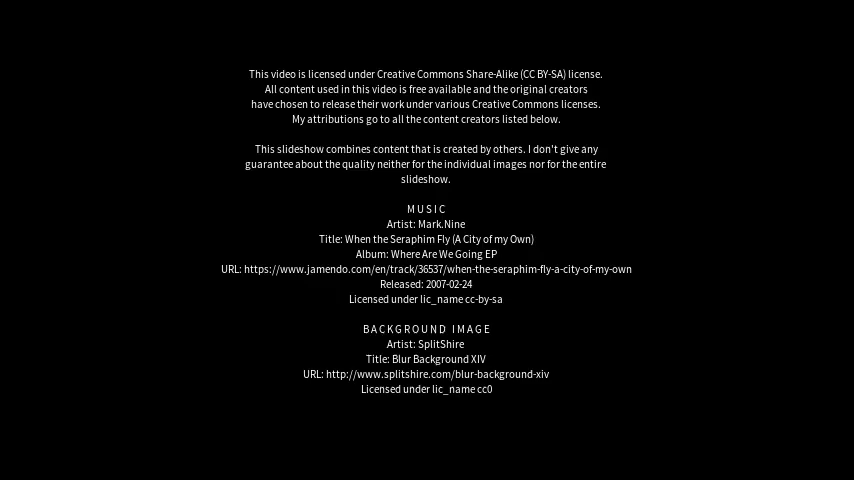 This video is licensed under Creative Commons Share-Alike (CC BY-SA) license.
All content used in this video is free available and the original creators
have chosen to release their work under various Creative Commons licenses.
My attributions go to all the content creators listed below.
This slideshow combines content that is created by others. I don't give any
guarantee about the quality neither for the individual images nor for the entire
slideshow.
M U S I C
Artist: Mark.Nine
Title: When the Seraphim Fly (A City of my Own)
Album: Where Are We Going EP
URL: https://www.jamendo.com/en/track/36537/when-the-seraphim-fly-a-city-of-my-own
Released: 2007-02-24
Licensed under lic_name cc-by-sa
B A C K G R O U N D   I M A G E
Artist: SplitShire
Title: Blur Background XIV
URL: http://www.splitshire.com/blur-background-xiv
Licensed under lic_name cc0